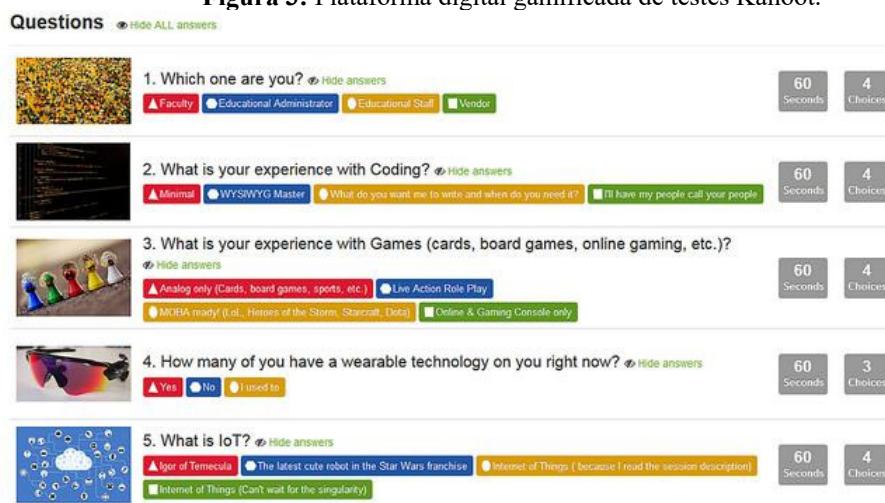 Figura 3: Plataforma digital gamificada de testes Kahoot.
Questions Hide ALL answers
1. Which one are you? Hide answers
Faculty Educational Administrator Educational Staff Vendor
60 Seconds 4 Choices
2. What is your experience with Coding? Hide answers
Minimal WYSIWYG Master What do you want me to write and when do you need it? I'll have my people call your people
60 Seconds 4 Choices
3. What is your experience with Games (cards, board games, online gaming, etc.)?
Hide answers
Analog only (Cards, board games, sports, etc.) Live Action Role Play
MOBA ready! (LoL, Heroes of the Storm, Starcraft, Dota) Online & Gaming Console only
60 Seconds 4 Choices
4. How many of you have a wearable technology on you right now? Hide answers
Yes No I used to
60 Seconds 3 Choices
5. What is IoT? Hide answers
Igor of Temecula The latest cute robot in the Star Wars franchise Internet of Things ( because I read the session description)
Internet of Things (Can't wait for the singularity)
60 Seconds 4 Choices